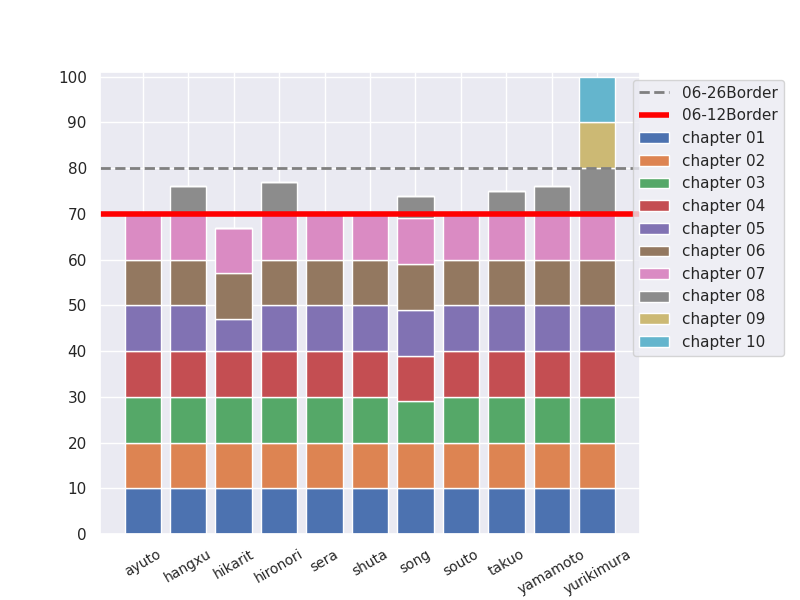 100
90
80
70
60
50
40
30
20
10
0
ayuto
hangxu
hikarit
hironori
sera
shuta
song
souto
takuo
yamamoto
yurikimura
06-26Border
06-12Border
chapter 01
chapter 02
chapter 03
chapter 04
chapter 05
chapter 06
chapter 07
chapter 08
chapter 09
chapter 10